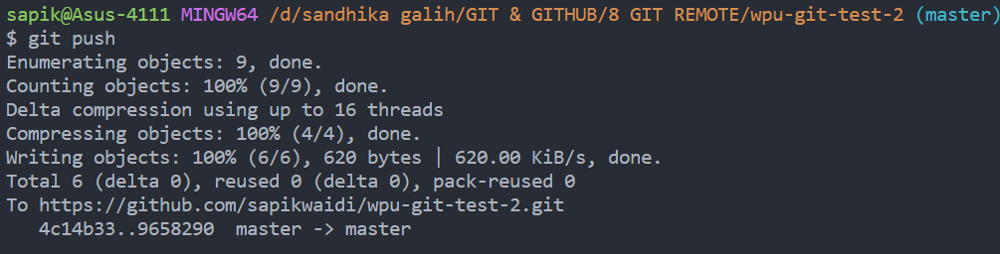 sapik@Asus-4111 MINGW64 /d/sandhika galih/GIT & GITHUB/8 GIT REMOTE/wpu-git-test-2 (master)
$ git push
Enumerating objects: 9, done.
Counting objects: 100% (9/9), done.
Delta compression using up to 16 threads
Compressing objects: 100% (4/4), done.
Writing objects: 100% (6/6), 620 bytes | 620.00 KiB/s, done.
Total 6 (delta 0), reused 0 (delta 0), pack-reused 0
To https://github.com/sapikwaidi/wpu-git-test-2.git
   4c14b33..9658290  master -> master